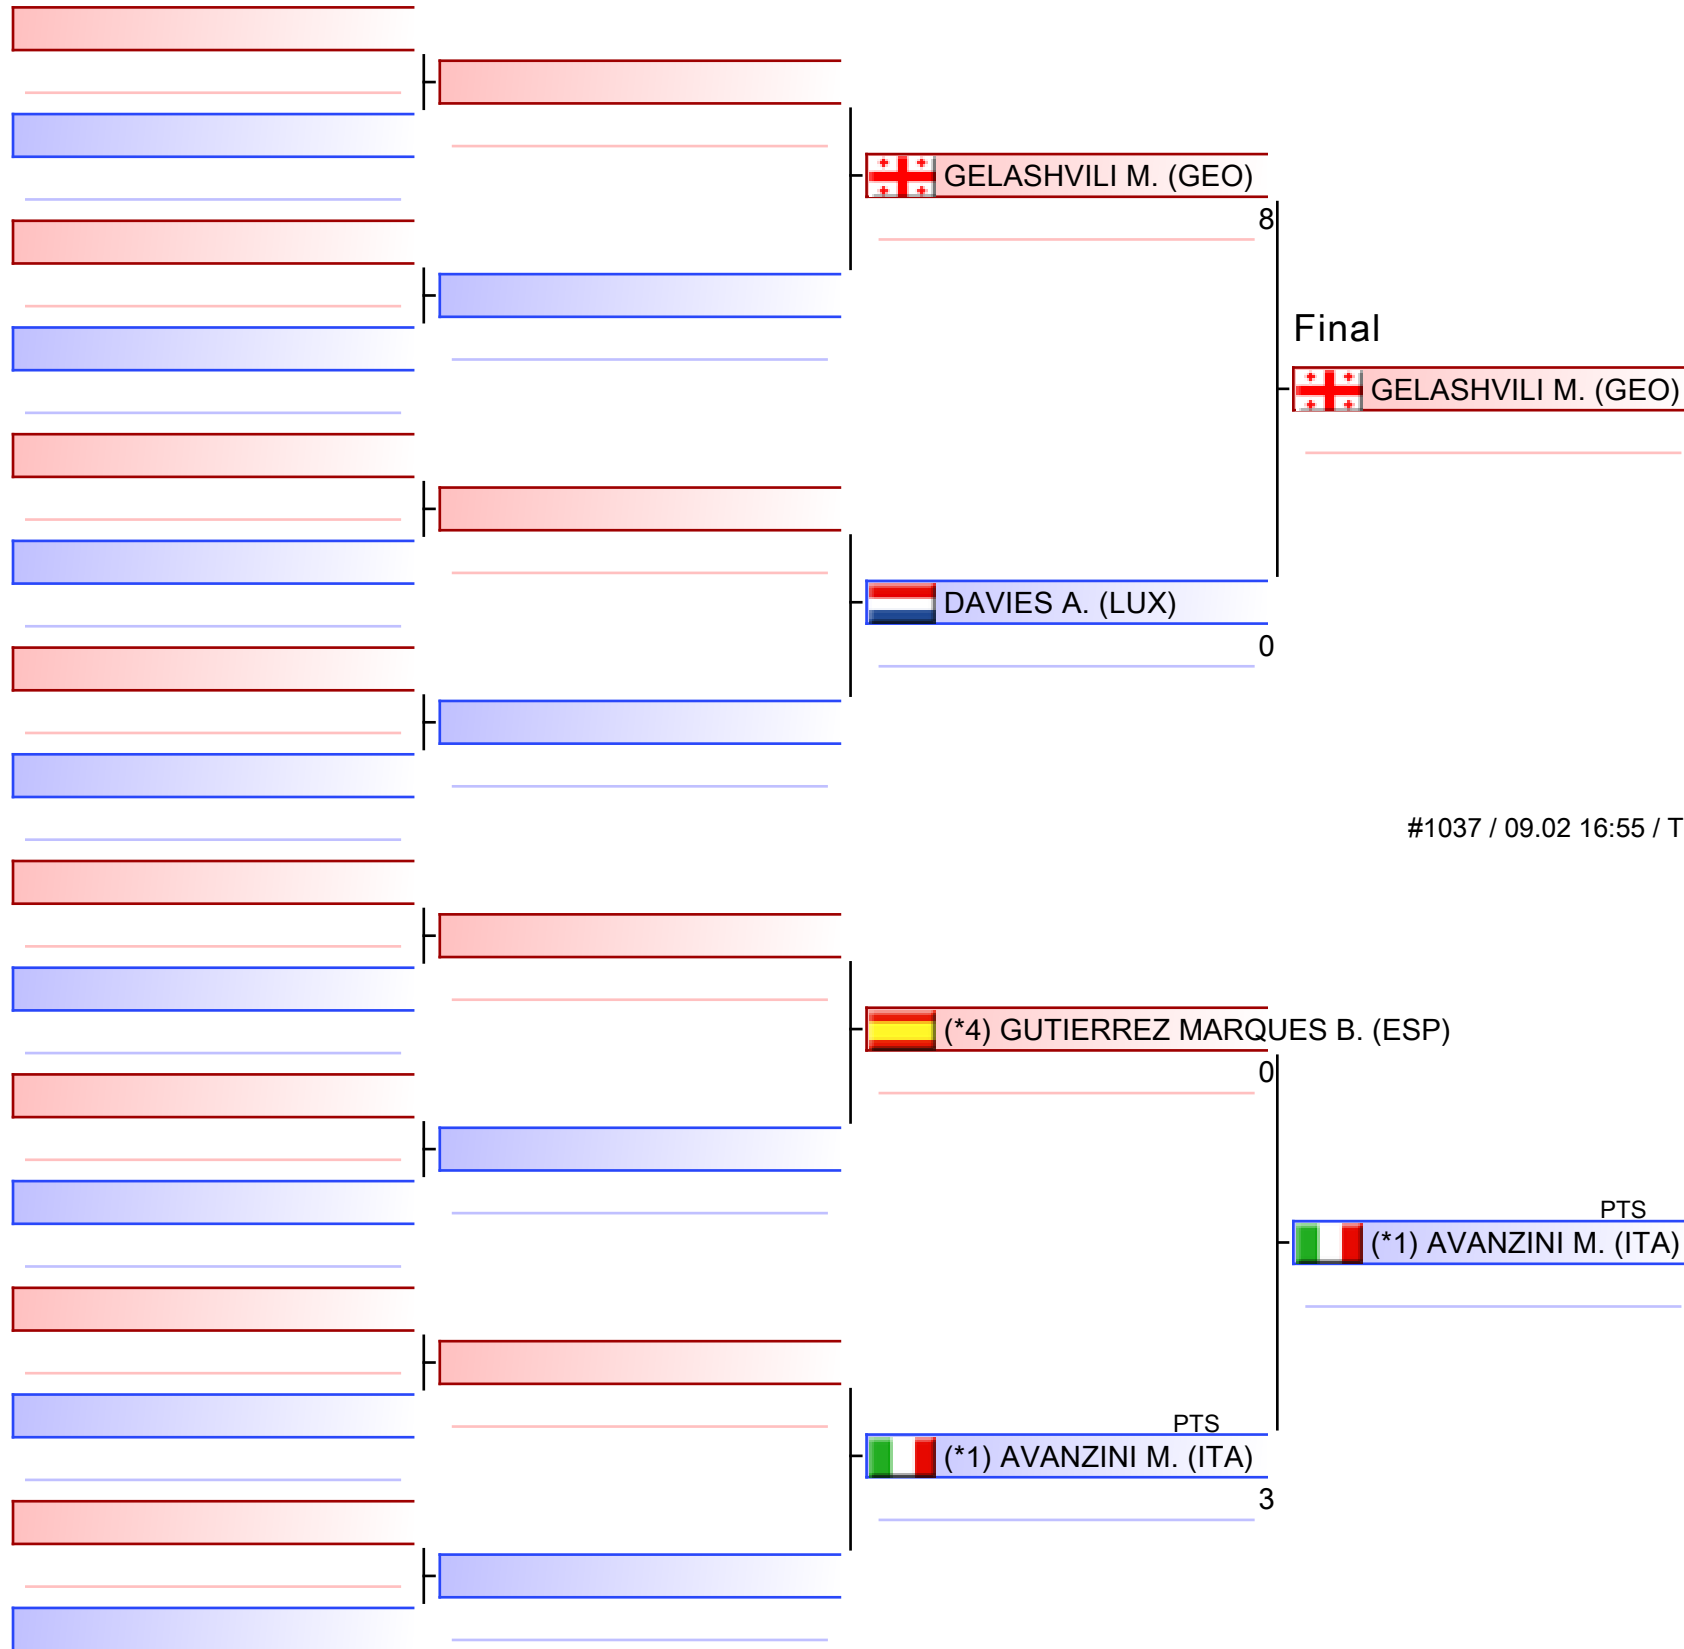 GELASHVILI M. (GEO)
8
Final
GELASHVILI M. (GEO)
DAVIES A. (LUX)
0
#1037 / 09.02 16:55 / T
(*4) GUTIERREZ MARQUES B. (ESP)
0
PTS
(*1) AVANZINI M. (ITA)
PTS
(*1) AVANZINI M. (ITA)
3